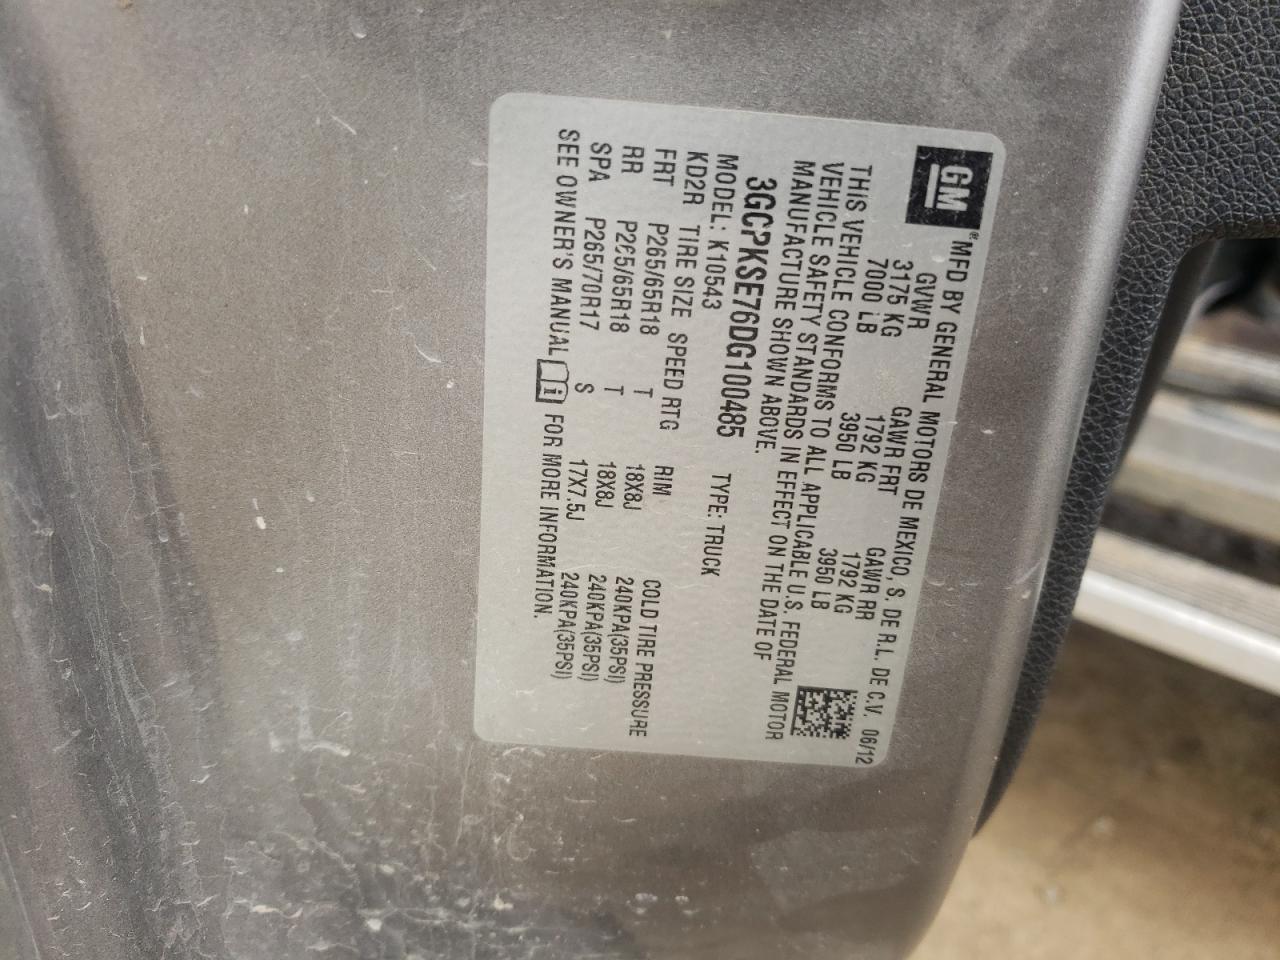 GM
® MFD BY GENERAL MOTORS DE MEXICO, S. DE R.L. DE C.V. 06/12
GVWR GAWR FRT GAWR RR
3175 KG 1792 KG 1792 KG
7000 LB 3950 LB 3950 LB
THIS VEHICLE CONFORMS TO ALL APPLICABLE U.S. FEDERAL MOTOR
VEHICLE SAFETY STANDARDS IN EFFECT ON THE DATE OF
MANUFACTURE SHOWN ABOVE.
3GCPKSE76DG100485 TYPE: TRUCK
MODEL: K10543
KD2R TIRE SIZE SPEED RTG RIM COLD TIRE PRESSURE
FRT P265/65R18 T 18X8J 240KPA(35PSI)
RR P265/65R18 T 18X8J 240KPA(35PSI)
SPA P265/70R17 S 17X7.5J 240KPA(35PSI)
SEE OWNER'S MANUAL i FOR MORE INFORMATION.